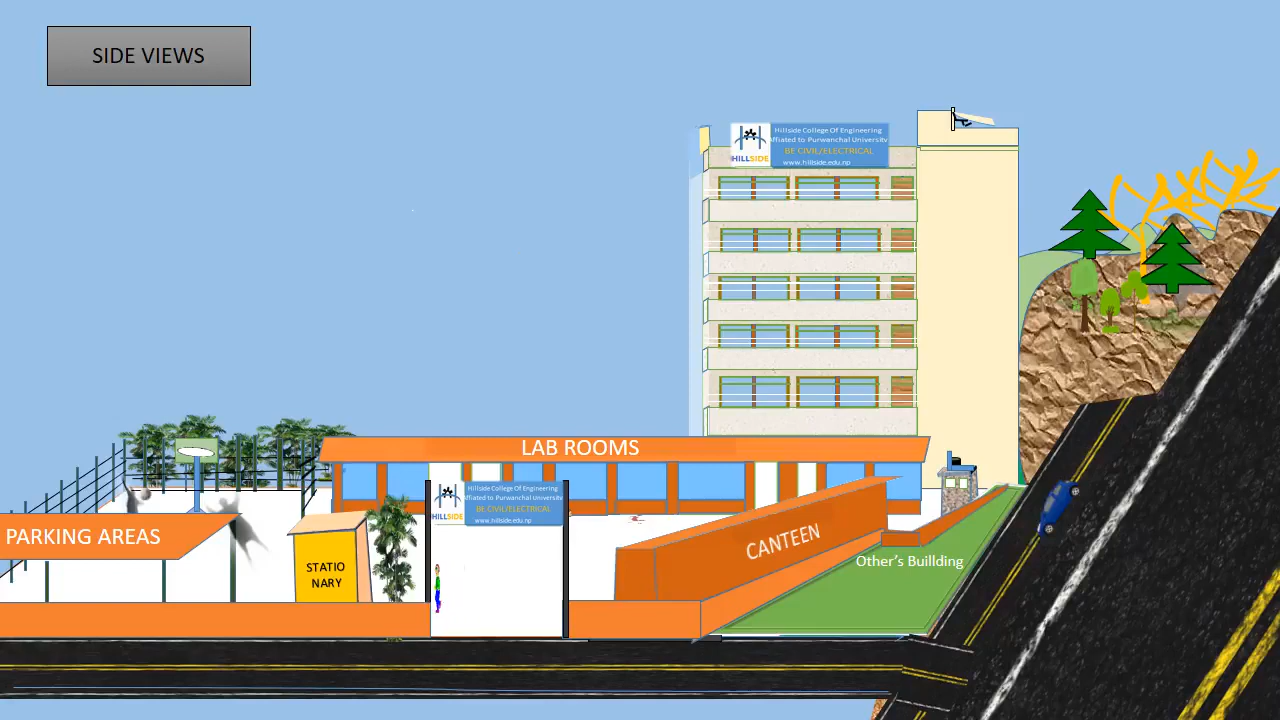 SIDE VIEWS
Hillside College Of Engineering
Affiated to Purwanchal University
BE CIVIL/ELECTRICAL
www.hillside.edu.np
HILLSIDE
LAB ROOMS
Hillside College Of Engineering
Affiated to Purwanchal University
BE CIVIL/ELECTRICAL
www.hillside.edu.np
HILLSIDE
PARKING AREAS
CANTEEN
Other's Buillding
STATIO
NARY